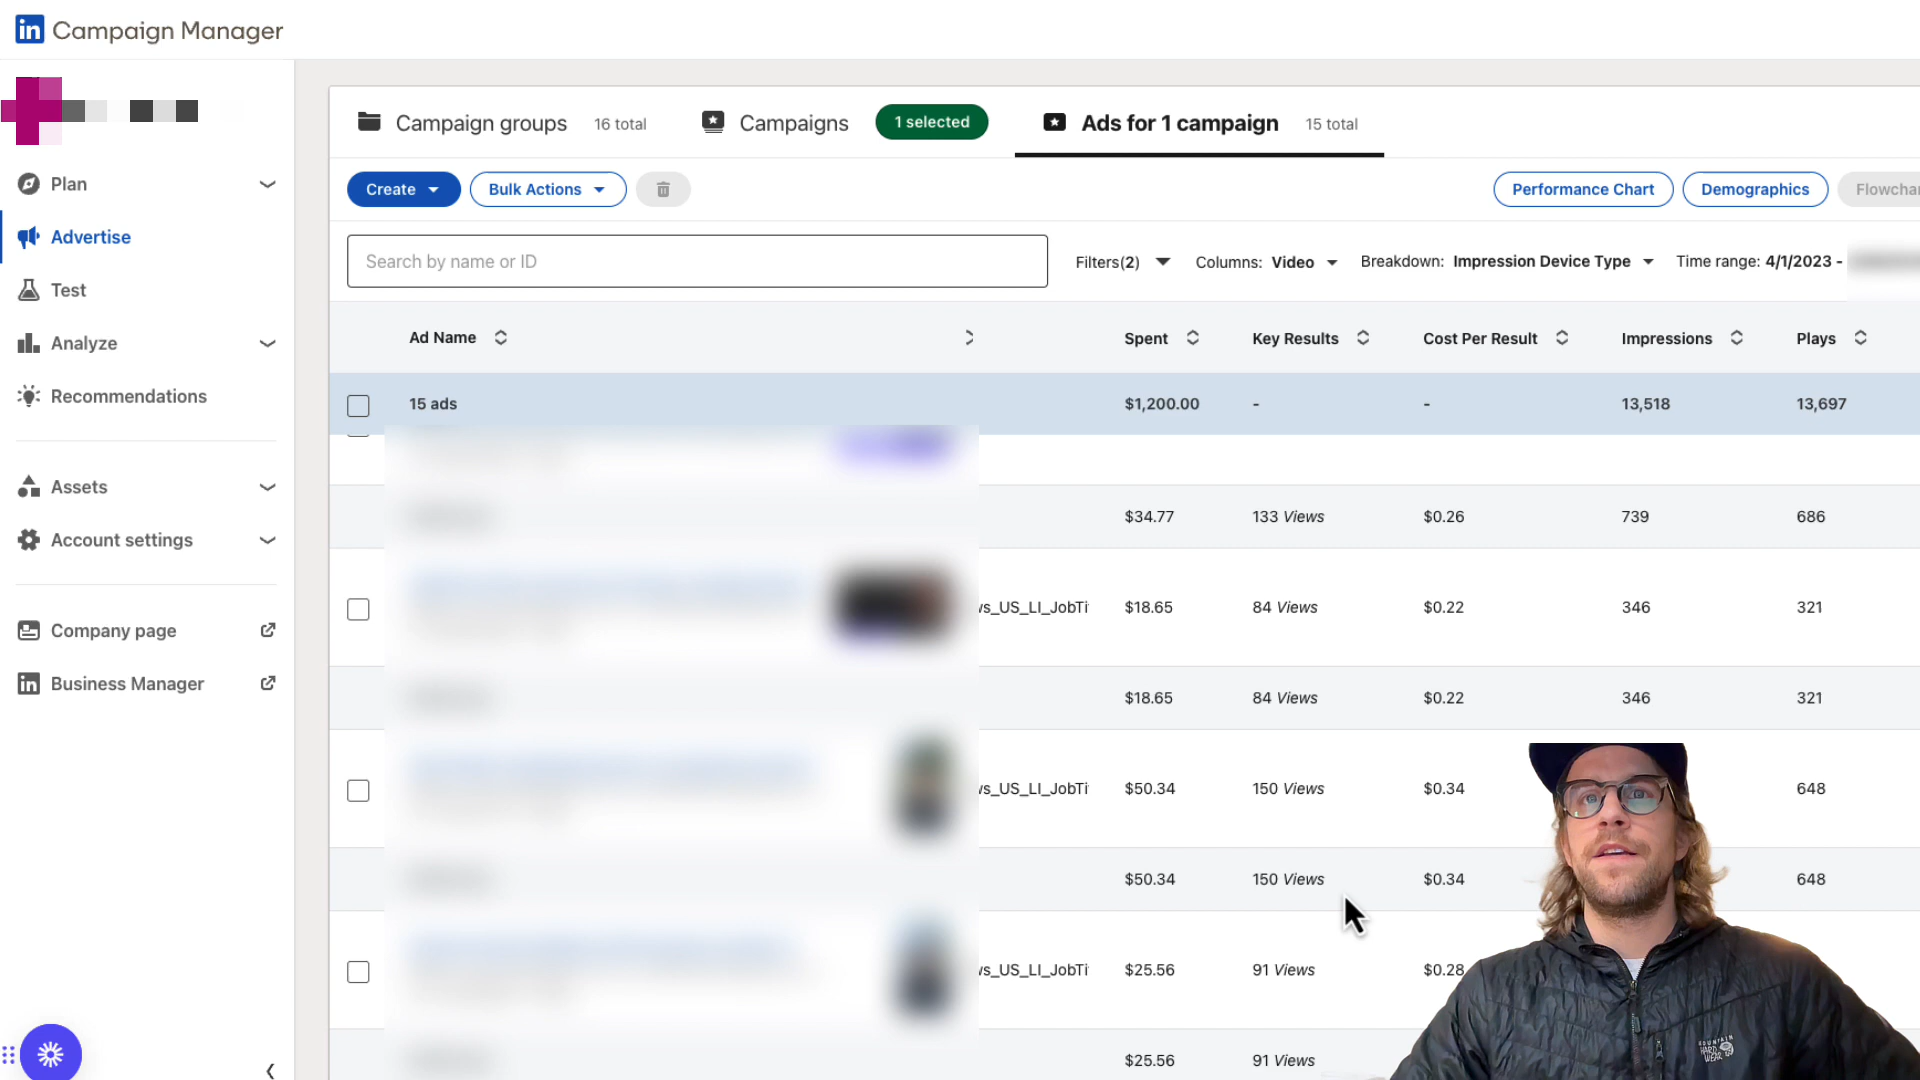 in Campaign Manager
Campaign groups 16 total Campaigns 1 selected Ads for 1 campaign 15 total
Plan
Advertise
Test
Analyze
Recommendations
Assets
Account settings
Company page
Business Manager
Create Bulk Actions Performance Chart Demographics Flowchar
Search by name or ID Filters(2) Columns: Video Breakdown: Impression Device Type Time range: 4/1/2023 -
Ad Name Spent Key Results Cost Per Result Impressions Plays
15 ads $1,200.00 - - 13,518 13,697
$34.77 133 Views $0.26 739 686
s_US_LI_JobTi $18.65 84 Views $0.22 346 321
$18.65 84 Views $0.22 346 321
s_US_LI_JobTi $50.34 150 Views $0.34 648
$50.34 150 Views $0.34 648
s_US_LI_JobTi $25.56 91 Views $0.28
$25.56 91 Views
MOUNTAIN
HARD
WEAR